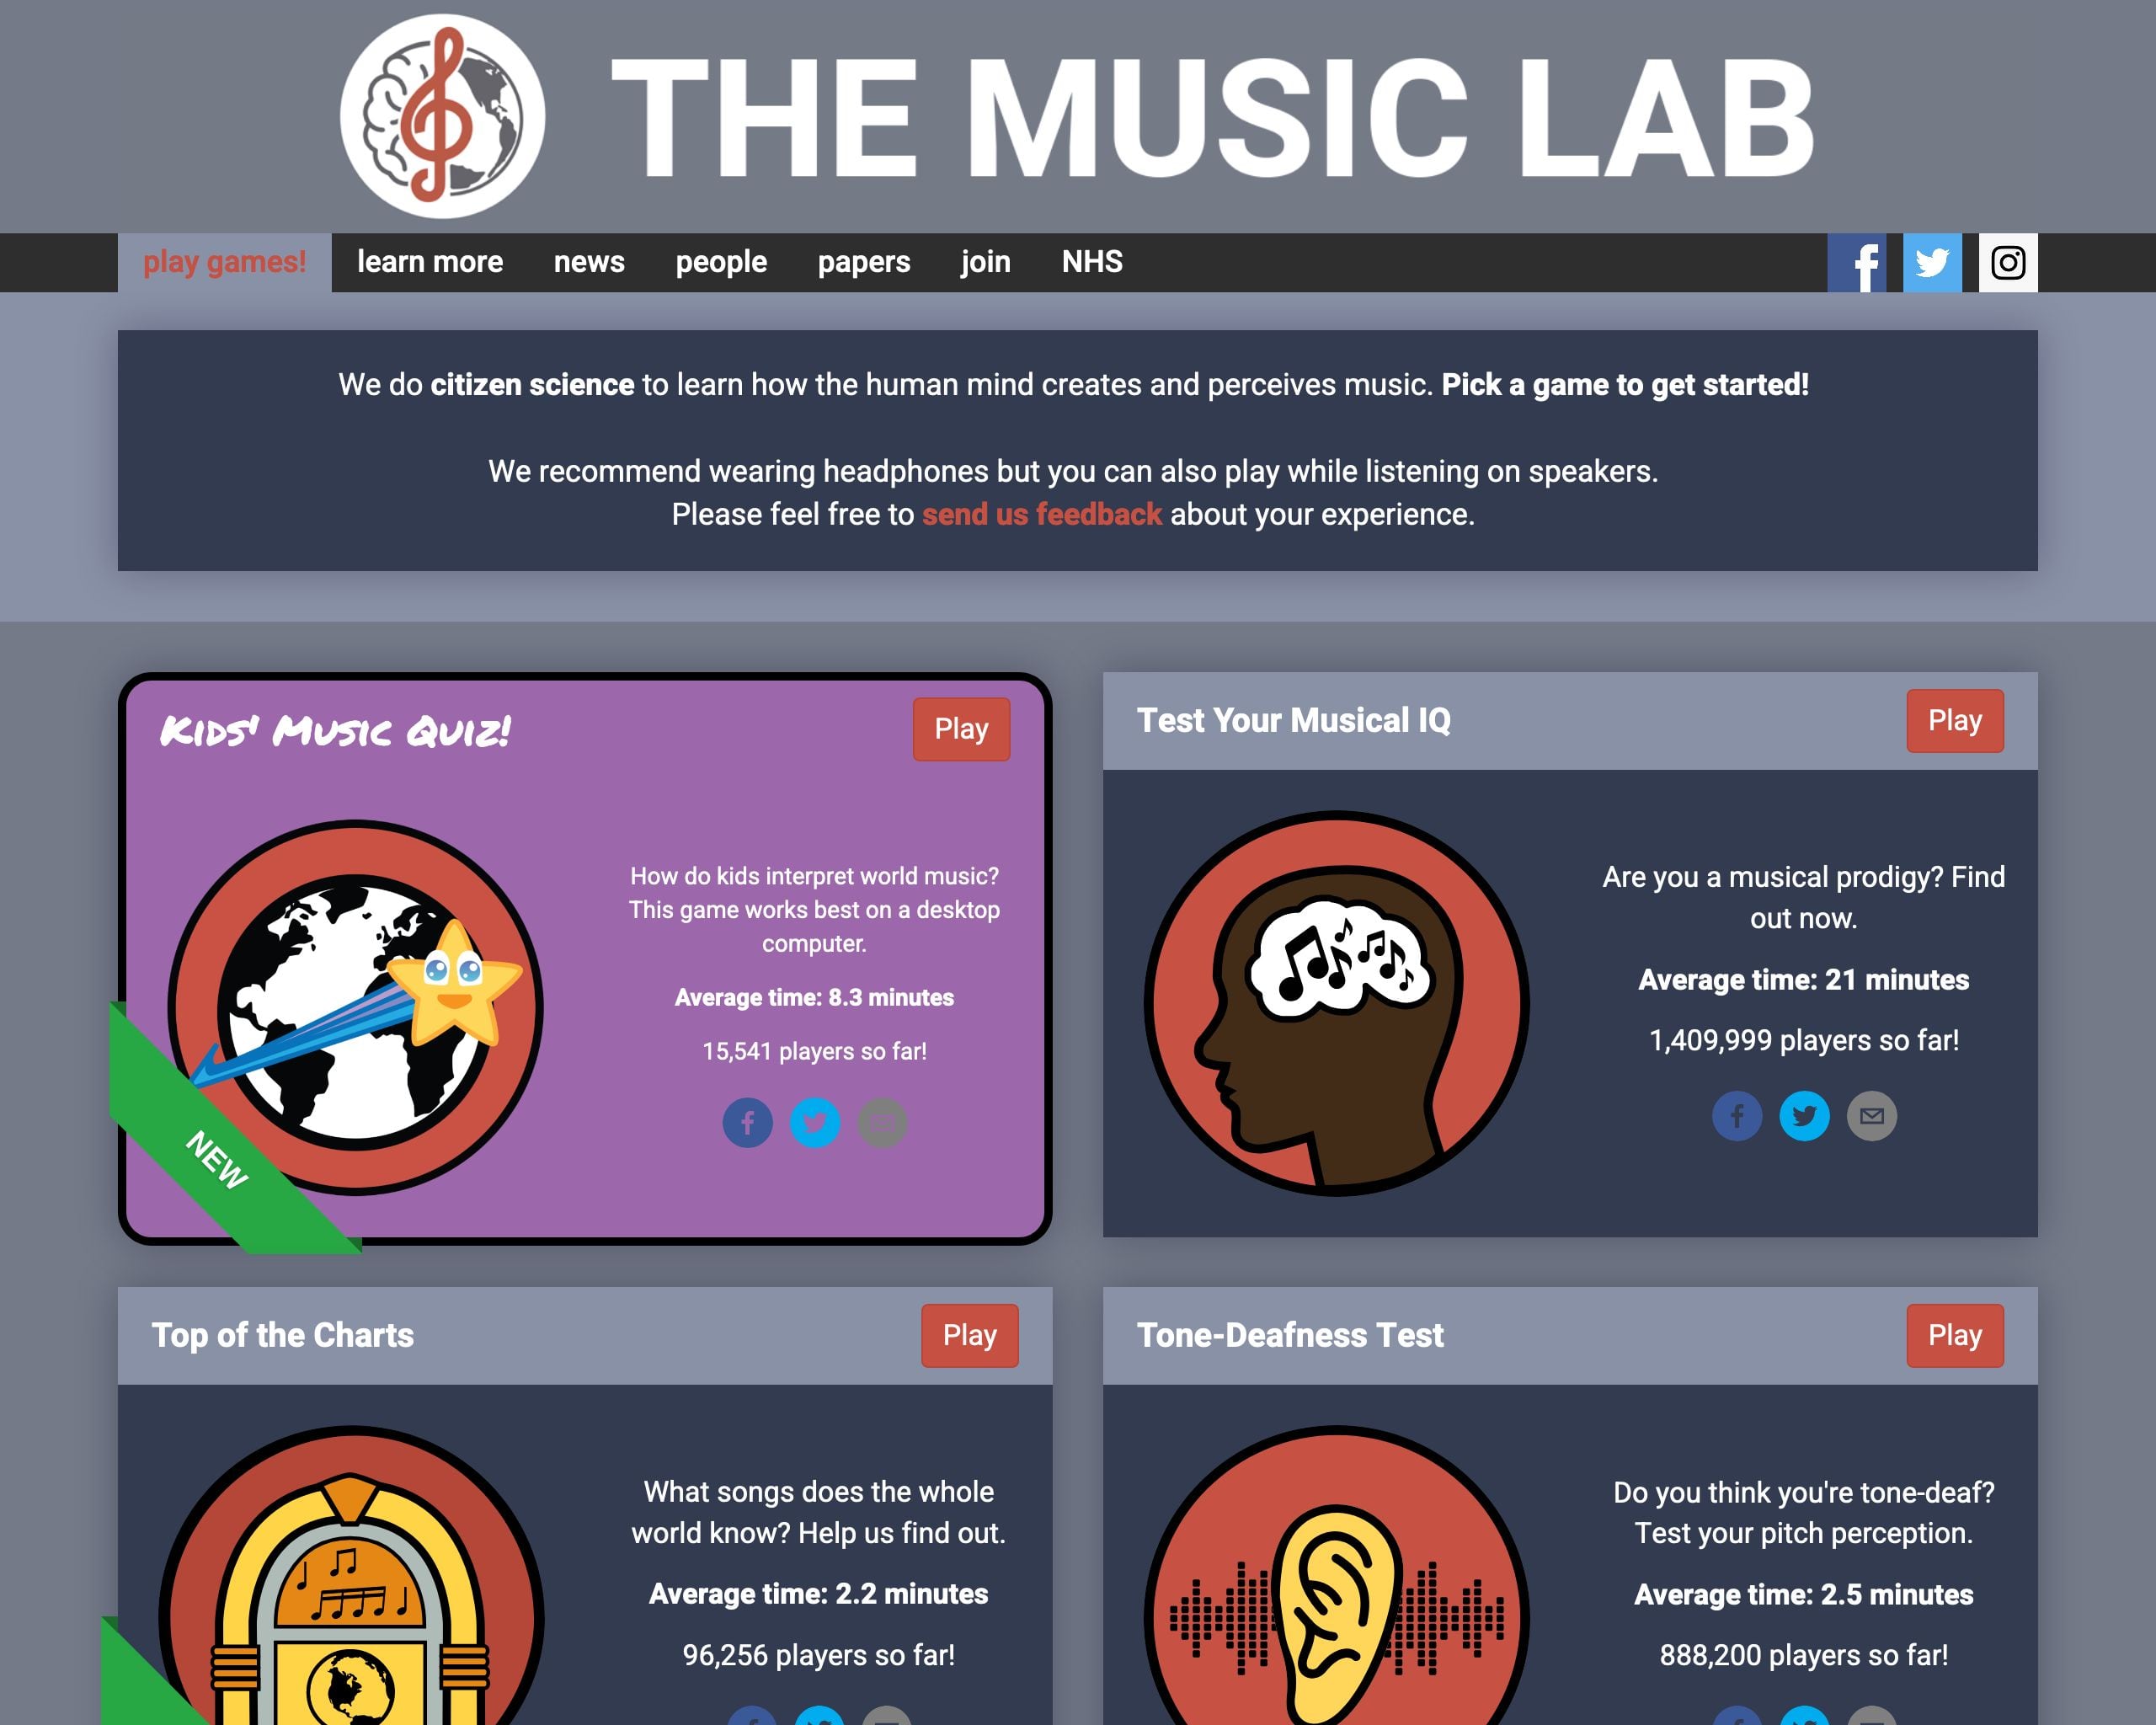 THE MUSIC LAB
play games! learn more news people papers join NHS
We do citizen science to learn how the human mind creates and perceives music. Pick a game to get started!
We recommend wearing headphones but you can also play while listening on speakers.
Please feel free to send us feedback about your experience.
Kids' Music Quiz!
Play
How do kids interpret world music?
This game works best on a desktop
computer.
Average time: 8.3 minutes
15,541 players so far!
NEW
Test Your Musical IQ
Play
Are you a musical prodigy? Find
out now.
Average time: 21 minutes
1,409,999 players so far!
Top of the Charts
Play
What songs does the whole
world know? Help us find out.
Average time: 2.2 minutes
96,256 players so far!
Tone-Deafness Test
Play
Do you think you're tone-deaf?
Test your pitch perception.
Average time: 2.5 minutes
888,200 players so far!